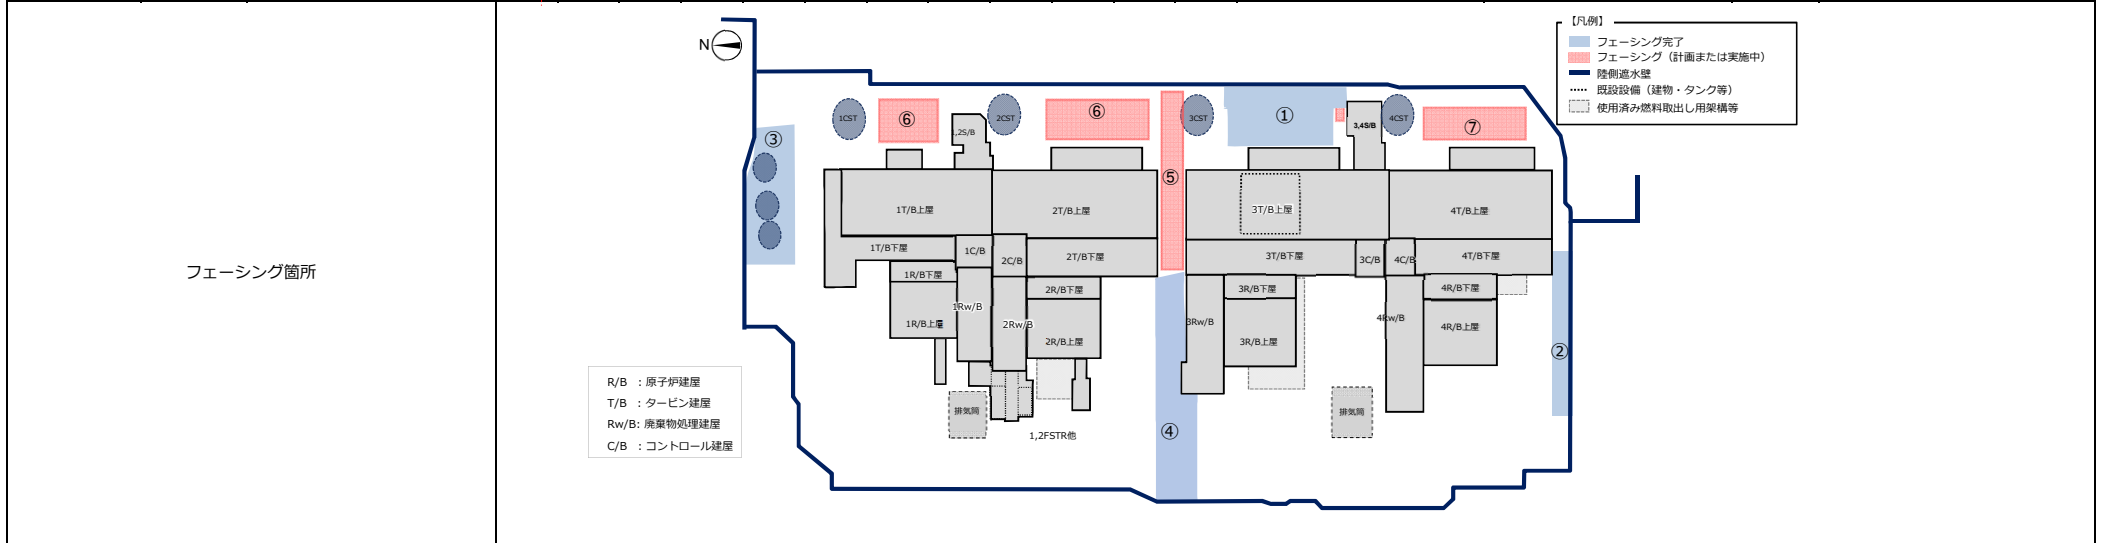 フェーシング箇所
N
【凡例】
フェーシング完了
フェーシング（計画または実施中）
陸側遮水壁
既設設備（建物・タンク等）
使用済み燃料取出し用架構等
1CST
⑥
2CST
⑥
3CST
①
3,4S/B
4CST
⑦
③
1,2S/B
⑤
1T/B上屋
2T/B上屋
3T/B上屋
4T/B上屋
1T/B下屋
1C/B
2C/B
2T/B下屋
3T/B下屋
3C/B
4C/B
4T/B下屋
1R/B下屋
2R/B下屋
3R/B下屋
4R/B下屋
1Rw/B
1R/B上屋
2Rw/B
2R/B上屋
3Rw/B
3R/B上屋
4Rw/B
4R/B上屋
②
排気筒
排気筒
④
1,2FSTR他
R/B ：原子炉建屋
T/B ：タービン建屋
Rw/B: 廃棄物処理建屋
C/B ：コントロール建屋